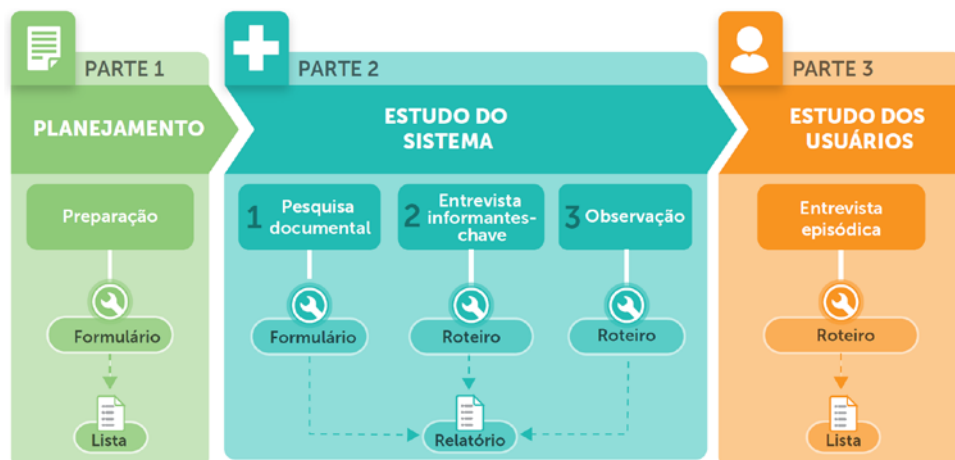 PARTE 1
PLANEJAMENTO
Preparação
Formulário
Lista
PARTE 2
ESTUDO DO
SISTEMA
1 Pesquisa
documental
Formulário
2 Entrevista
informantes-
chave
Roteiro
3 Observação
Roteiro
Relatório
PARTE 3
ESTUDO DOS
USUÁRIOS
Entrevista
episódica
Roteiro
Lista